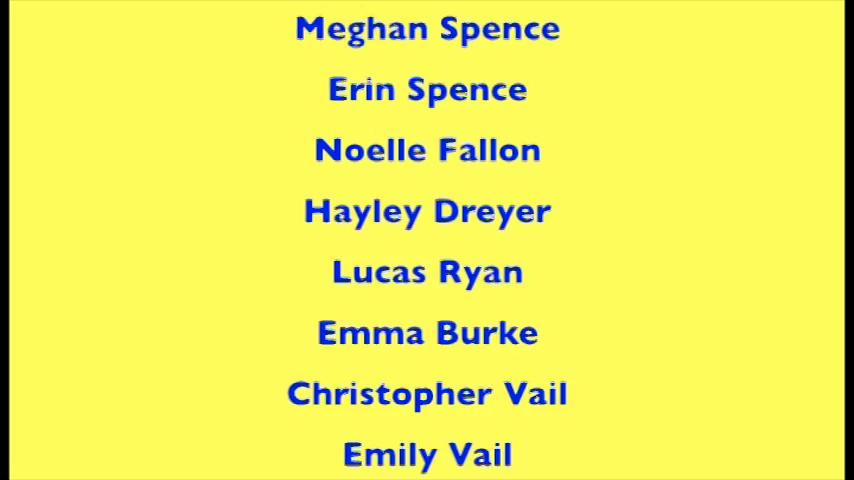 Meghan Spence
Erin Spence
Noelle Fallon
Hayley Dreyer
Lucas Ryan
Emma Burke
Christopher Vail
Emily Vail